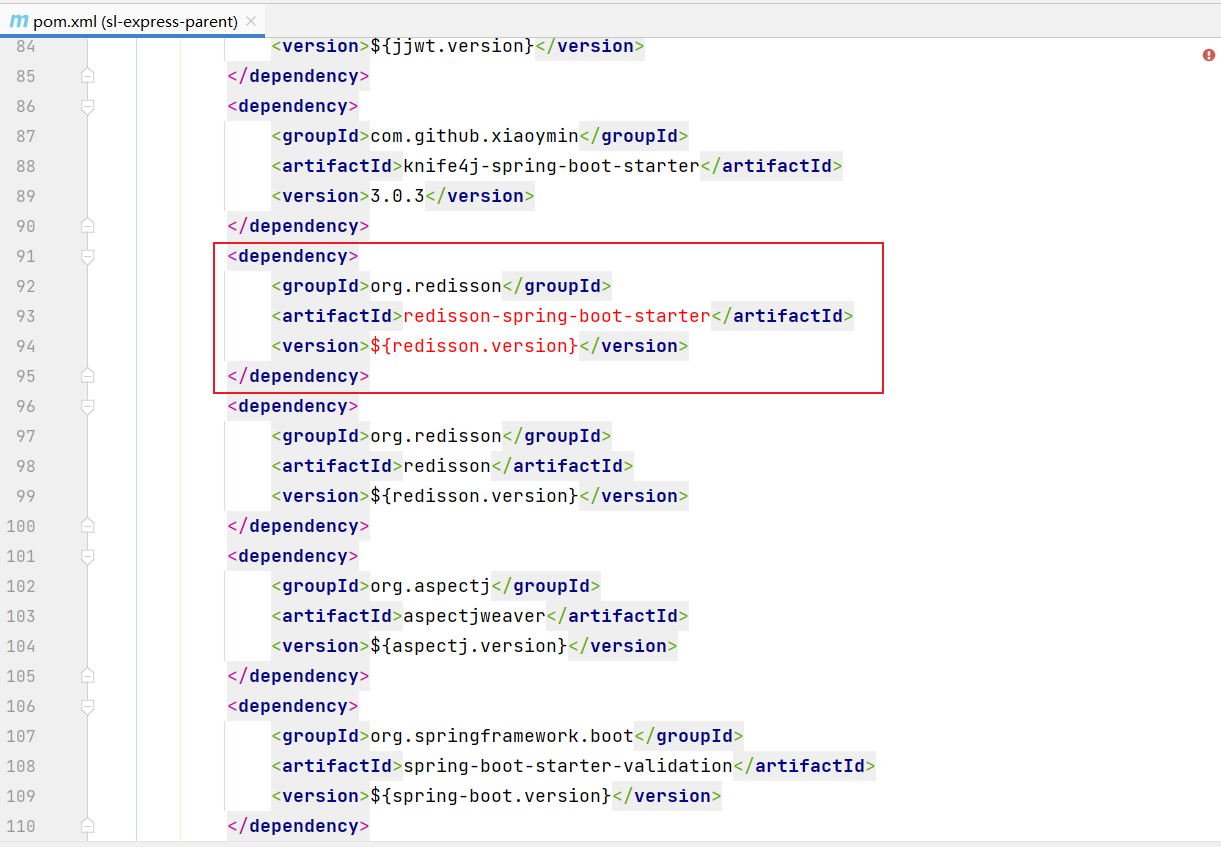 m pom.xml (sl-express-parent) ×
84 <version>${jjwt.version}</version>
85 </dependency>
86 <dependency>
87 <groupId>com.github.xiaoymin</groupId>
88 <artifactId>knife4j-spring-boot-starter</artifactId>
89 <version>3.0.3</version>
90 </dependency>
91 <dependency>
92 <groupId>org.redisson</groupId>
93 <artifactId>redisson-spring-boot-starter</artifactId>
94 <version>${redisson.version}</version>
95 </dependency>
96 <dependency>
97 <groupId>org.redisson</groupId>
98 <artifactId>redisson</artifactId>
99 <version>${redisson.version}</version>
100 </dependency>
101 <dependency>
102 <groupId>org.aspectj</groupId>
103 <artifactId>aspectjweaver</artifactId>
104 <version>${aspectj.version}</version>
105 </dependency>
106 <dependency>
107 <groupId>org.springframework.boot</groupId>
108 <artifactId>spring-boot-starter-validation</artifactId>
109 <version>${spring-boot.version}</version>
110 </dependency>